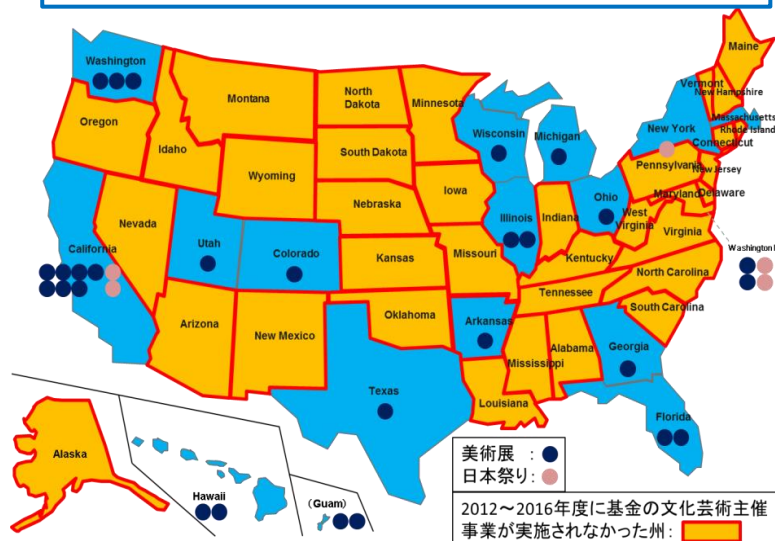 Washington
Maine
Montana
North
Dakota
Minnesota
Vermont
New Hampshire
Oregon
Idaho
Wisconsin
Michigan
New York
Massachusetts
Rhode Island
Connecticut
South Dakota
Wyoming
Pennsylvania
New Jersey
Iowa
Nebraska
Ohio
Maryland
Delaware
Nevada
Illinois
Indiana
West
Virginia
Virginia
Utah
Colorado
California
Kansas
Missouri
Kentucky
Washington
North Carolina
Tennessee
Arizona
New Mexico
Oklahoma
Arkansas
South Carolina
Mississippi
Alabama
Georgia
Texas
Louisiana
Florida
Alaska
Hawaii
(Guam)
美術展 :
日本祭り:
2012～2016年度に基金の文化芸術主催
事業が実施されなかった州: